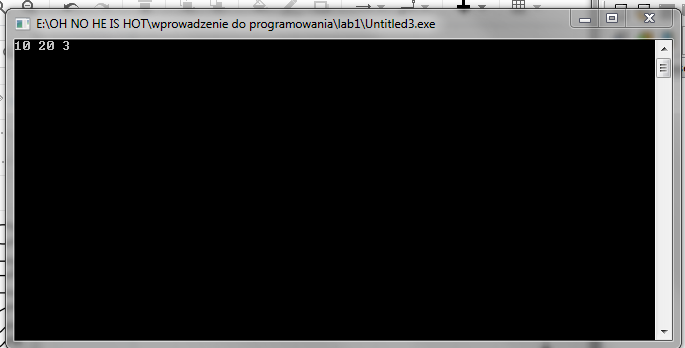 E:\OH NO HE IS HOT\wprowadzenie do programowania\lab1\Untitled3.exe
10 20 3